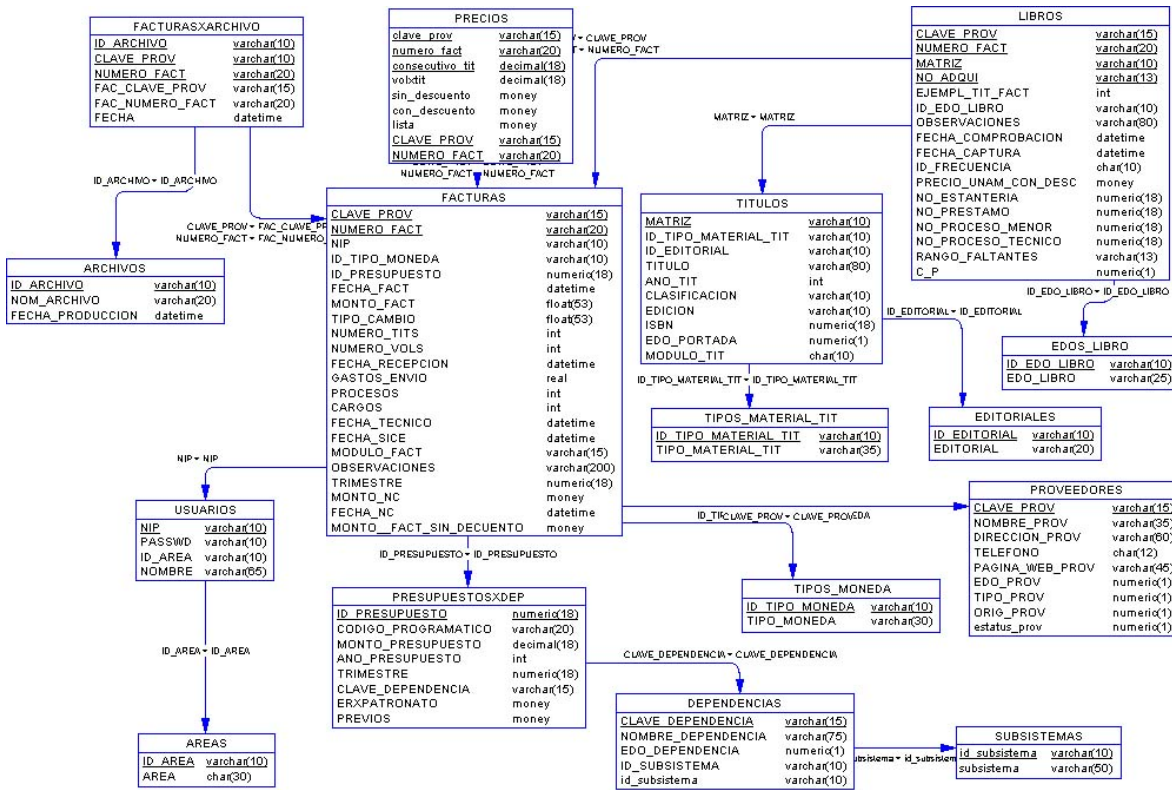 FACTURASXARCHIVO
ID_ARCHIVO varchar(10)
CLAVE_PROV varchar(10)
NUMERO_FACT varchar(20)
FAC_CLAVE_PROV varchar(15)
FAC_NUMERO_FACT varchar(20)
FECHA datetime
PRECIOS
clave_prov varchar(15)
numero_fact varchar(20)
consecutivo_tit decimal(18)
volxtit decimal(18)
sin_descuento money
con_descuento money
lista money
CLAVE_PROV varchar(15)
NUMERO_FACT varchar(20)
= CLAVE_PROV
= NUMERO_FACT
LIBROS
CLAVE_PROV varchar(15)
NUMERO_FACT varchar(20)
MATRIZ varchar(10)
NO_ADQUI varchar(13)
EJEMPL_TIT_FACT int
ID_EDO_LIBRO varchar(10)
OBSERVACIONES varchar(80)
FECHA_COMPROBACION datetime
FECHA_CAPTURA datetime
ID_FRECUENCIA char(10)
PRECIO_UNAM_CON_DESC money
NO_ESTANTERIA numeric(18)
NO_PRESTAMO numeric(18)
NO_PROCESO_MENOR numeric(18)
NO_PROCESO_TECNICO numeric(18)
RANGO_FALTANTES varchar(13)
C_P numeric(1)
MATRIZ = MATRIZ
NUMERO_FACT = NUMERO_FACT
ID_ARCHIVO = ID_ARCHIVO
CLAVE_PROV = FAC_CLAVE_PR
NUMERO_FACT = FAC_NUMERO_
ARCHIVOS
ID_ARCHIVO varchar(10)
NOM_ARCHIVO varchar(20)
FECHA_PRODUCCION datetime
FACTURAS
CLAVE_PROV varchar(15)
NUMERO_FACT varchar(20)
NIP varchar(10)
ID_TIPO_MONEDA varchar(10)
ID_PRESUPUESTO numeric(18)
FECHA_FACT datetime
MONTO_FACT float(53)
TIPO_CAMBIO float(53)
NUMERO_TITS int
NUMERO_VOLS int
FECHA_RECEPCION datetime
GASTOS_ENVIO real
PROCESOS int
CARGOS int
FECHA_TECNICO datetime
FECHA_SICE datetime
MODULO_FACT varchar(15)
OBSERVACIONES varchar(200)
TRIMESTRE numeric(18)
MONTO_NC money
FECHA_NC datetime
MONTO__FACT_SIN_DECUENTO money
TITULOS
MATRIZ varchar(10)
ID_TIPO_MATERIAL_TIT varchar(10)
ID_EDITORIAL varchar(10)
TITULO varchar(80)
ANO_TIT int
CLASIFICACION varchar(10)
EDICION varchar(10)
ISBN numeric(18)
EDO_PORTADA numeric(1)
MODULO_TIT char(10)
ID_EDO_LIBRO = ID_EDO_LIBRO
ID_EDITORIAL = ID_EDITORIAL
EDOS_LIBRO
ID_EDO_LIBRO varchar(10)
EDO_LIBRO varchar(25)
ID_TIPO_MATERIAL_TIT = ID_TIPO_MATERIAL_TIT
TIPOS_MATERIAL_TIT
ID_TIPO_MATERIAL_TIT varchar(10)
TIPO_MATERIAL_TIT varchar(35)
EDITORIALES
ID_EDITORIAL varchar(10)
EDITORIAL varchar(20)
NIP = NIP
USUARIOS
NIP varchar(10)
PASSWD varchar(10)
ID_AREA varchar(10)
NOMBRE varchar(65)
PROVEEDORES
CLAVE_PROV varchar(15)
NOMBRE_PROV varchar(35)
DIRECCION_PROV varchar(60)
TELEFONO char(12)
PAGINA_WEB_PROV varchar(45)
EDO_PROV numeric(1)
TIPO_PROV numeric(1)
ORIG_PROV numeric(1)
estatus_prov numeric(1)
CLAVE_PROV = CLAVE_PROV
ID_PRESUPUESTO = ID_PRESUPUESTO
TIPOS_MONEDA
ID_TIPO_MONEDA varchar(10)
TIPO_MONEDA varchar(30)
PRESUPUESTOSXDEP
ID_PRESUPUESTO numeric(18)
CODIGO_PROGRAMATICO varchar(20)
MONTO_PRESUPUESTO decimal(18)
ANO_PRESUPUESTO int
TRIMESTRE numeric(18)
CLAVE_DEPENDENCIA varchar(15)
ERXPATRONATO money
PREVIOS money
ID_AREA = ID_AREA
CLAVE_DEPENDENCIA = CLAVE_DEPENDENCIA
AREAS
ID_AREA varchar(10)
AREA char(30)
DEPENDENCIAS
CLAVE_DEPENDENCIA varchar(15)
NOMBRE_DEPENDENCIA varchar(75)
EDO_DEPENDENCIA numeric(1)
ID_SUBSISTEMA varchar(10)
id_subsistema varchar(10)
ubsistema = id_subsistem
SUBSISTEMAS
id_subsistema varchar(10)
subsistema varchar(50)